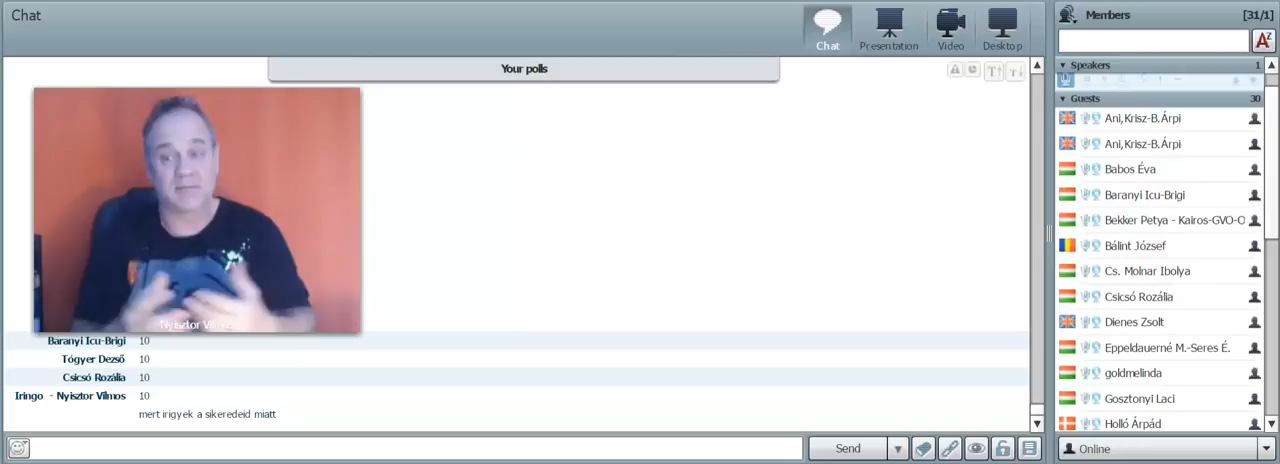 Chat
Chat
Presentation
Video
Desktop
Members
[31/1]
Your polls
Speakers 1
Guests 30
Ani,Krisz-B.Árpi
Ani,Krisz-B.Árpi
Babos Éva
Baranyi Icu-Brigi
Bekker Petya - Kairos-GVO-O
Bálint József
Cs. Molnar Ibolya
Csicsó Rozália
Dienes Zsolt
Eppeldauerné M.-Seres É.
goldmelinda
Gosztonyi Laci
Holló Árpád
Nyisztor Vilmos
Baranyi Icu-Brigi 10
Tógyer Dezső 10
Csicsó Rozália 10
Iringo - Nyisztor Vilmos 10
mert irigyek a sikereid miatt
Send
Online